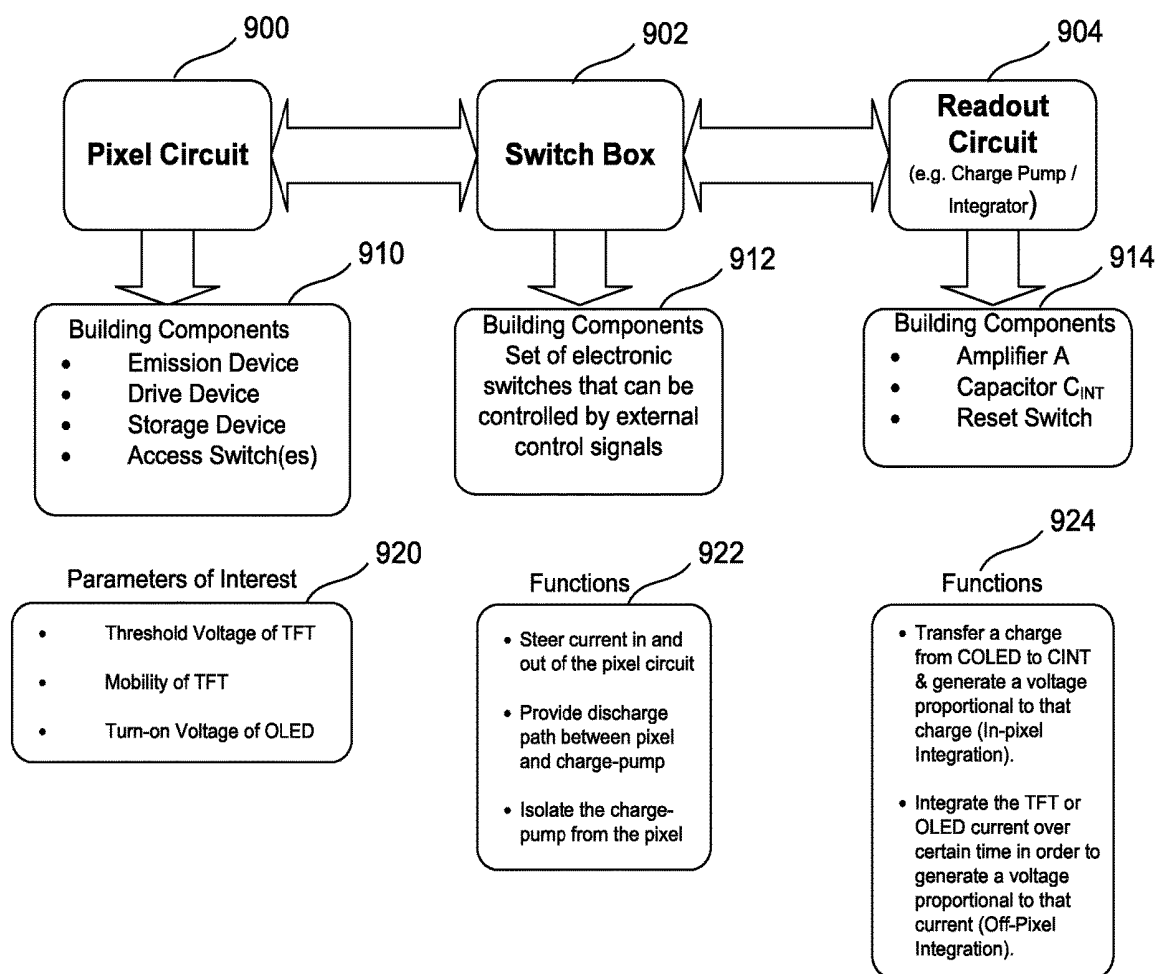 900
902
904
Pixel Circuit
Switch Box
Readout
Circuit
(e.g. Charge Pump /
Integrator)
910
912
914
Building Components
• Emission Device
• Drive Device
• Storage Device
• Access Switch(es)
Building Components
Set of electronic
switches that can be
controlled by external
control signals
Building Components
• Amplifier A
• Capacitor CINT
• Reset Switch
920
922
924
Parameters of Interest
• Threshold Voltage of TFT
• Mobility of TFT
• Turn-on Voltage of OLED
Functions
• Steer current in and
out of the pixel circuit
• Provide discharge
path between pixel
and charge-pump
• Isolate the charge-
pump from the pixel
Functions
• Transfer a charge
from COLED to CINT
& generate a voltage
proportional to that
charge (In-pixel
Integration).
• Integrate the TFT or
OLED current over
certain time in order to
generate a voltage
proportional to that
current (Off-Pixel
Integration).